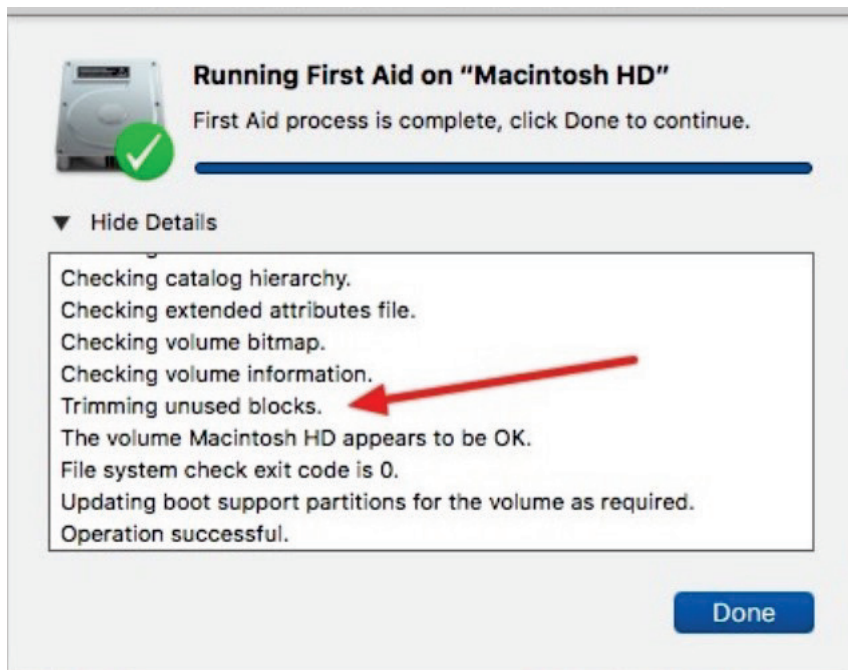 Running First Aid on “Macintosh HD”
First Aid process is complete, click Done to continue.
Hide Details
Checking catalog hierarchy.
Checking extended attributes file.
Checking volume bitmap.
Checking volume information.
Trimming unused blocks.
The volume Macintosh HD appears to be OK.
File system check exit code is 0.
Updating boot support partitions for the volume as required.
Operation successful.
Done